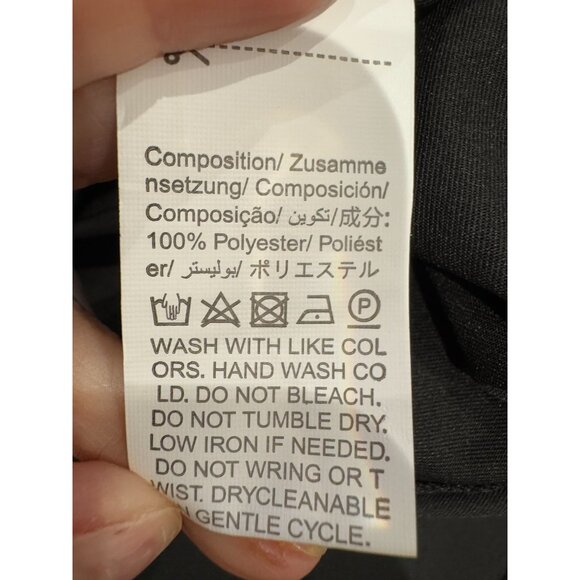 Composition/ Zusamme
nsetzung/ Composición/
Composição/ تكوين/成分:
100% Polyester/ Poliést
er/ بوليستر/ ポリエステル
P
WASH WITH LIKE COL
ORS. HAND WASH CO
LD. DO NOT BLEACH.
DO NOT TUMBLE DRY.
LOW IRON IF NEEDED.
DO NOT WRING OR T
WIST. DRYCLEANABLE
GENTLE CYCLE.